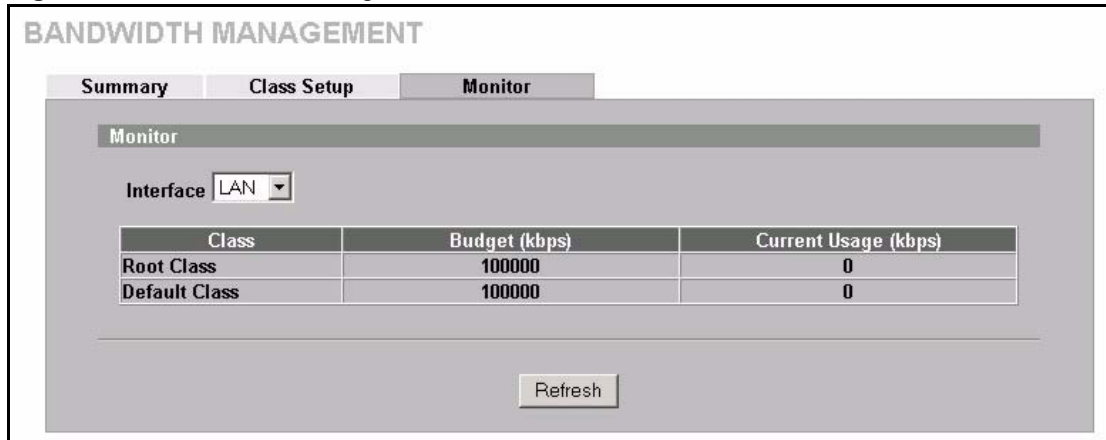 BANDWIDTH MANAGEMENT
Summary Class Setup Monitor
Monitor
Interface LAN
Class Budget (kbps) Current Usage (kbps)
Root Class 100000 0
Default Class 100000 0
Refresh